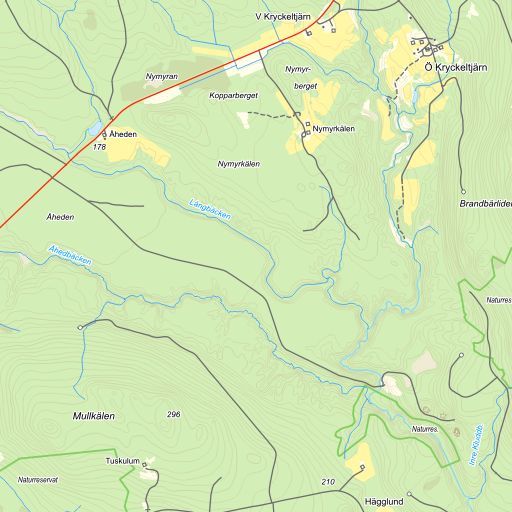 V Kryckeltjärn
Ö Kryckeltjärn
Nymyran
Nymyr-
berget
Kopparberget
Nymyrkälen
Åheden
178
Nymyrkälen
Brandbärliden
Långbäcken
Åheden
Åhedbäcken
Naturres
296
Mullkälen
Naturres.
Inre Kluddb
Tuskulum
Naturreservat
210
Hägglund